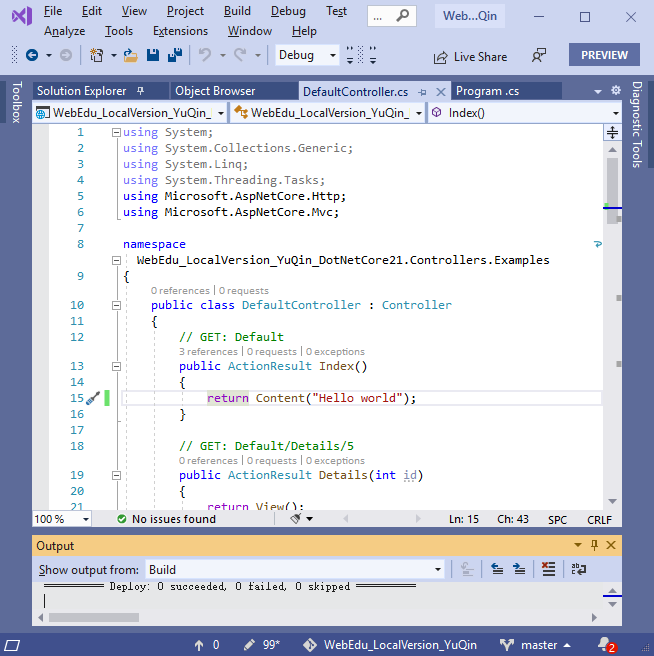 File Edit View Project Build Debug Test ... Web...Qin
Analyze Tools Extensions Window Help
Debug Live Share PREVIEW
Toolbox
Solution Explorer Object Browser DefaultController.cs Program.cs
Diagnostic Tools
WebEdu_LocalVersion_YuQin_ WebEdu_LocalVersion_YuQin_ Index()
1 using System;
2 using System.Collections.Generic;
3 using System.Linq;
4 using System.Threading.Tasks;
5 using Microsoft.AspNetCore.Http;
6 using Microsoft.AspNetCore.Mvc;
7
8 namespace
WebEdu_LocalVersion_YuQin_DotNetCore21.Controllers.Examples
9 {
0 references | 0 requests
10 public class DefaultController : Controller
11 {
12 // GET: Default
3 references | 0 requests | 0 exceptions
13 public ActionResult Index()
14 {
15 return Content("Hello world");
16 }
17
18 // GET: Default/Details/5
0 references | 0 requests | 0 exceptions
19 public ActionResult Details(int id)
20 {
21 return View();
100 % No issues found Ln: 15 Ch: 43 SPC CRLF
Output
Show output from: Build
========== Deploy: 0 succeeded, 0 failed, 0 skipped ==========
0 99* WebEdu_LocalVersion_YuQin master 2